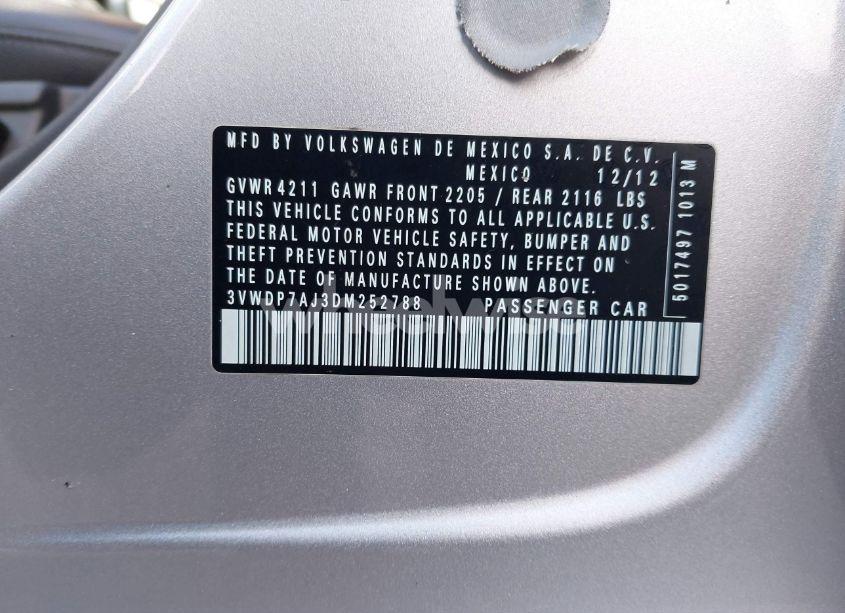 MFD BY VOLKSWAGEN DE MEXICO S.A. DE C.V.
MEXICO 12/12
GVWR 4211 GAWR FRONT 2205 / REAR 2116 LBS
THIS VEHICLE CONFORMS TO ALL APPLICABLE U.S.
FEDERAL MOTOR VEHICLE SAFETY, BUMPER AND
THEFT PREVENTION STANDARDS IN EFFECT ON
THE DATE OF MANUFACTURE SHOWN ABOVE.
3VWDP7AJ3DM252788 PASSENGER CAR
5017497 1013 M
wheelwise